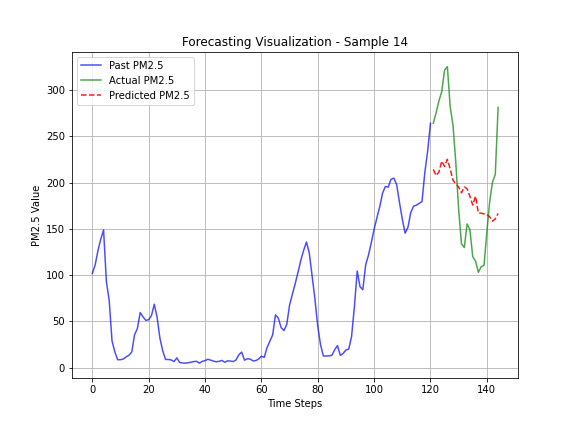 Forecasting Visualization - Sample 14
Past PM2.5
Actual PM2.5
Predicted PM2.5
PM2.5 Value
300
250
200
150
100
50
0
0 20 40 60 80 100 120 140
Time Steps